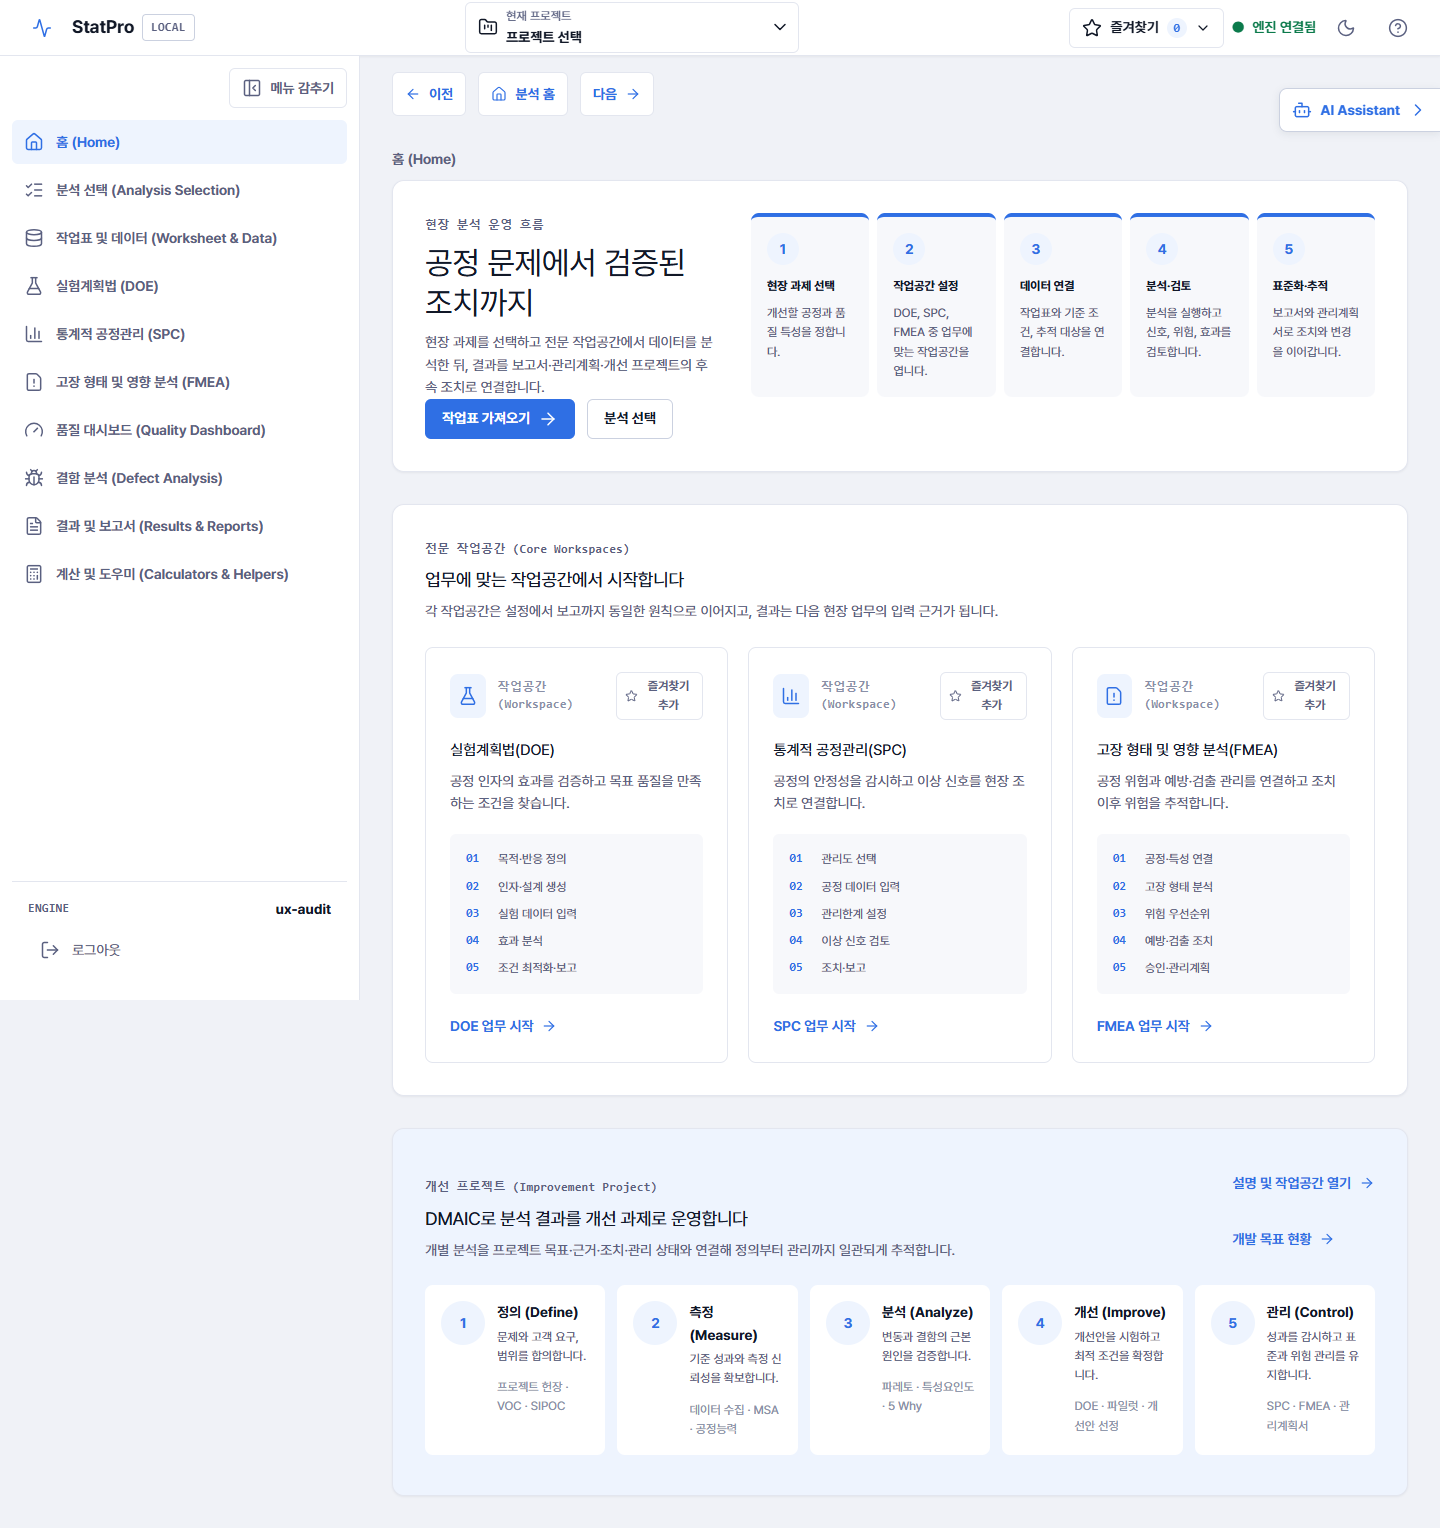 StatPro LOCAL
현재 프로젝트
프로젝트 선택
즐겨찾기 0
엔진 연결됨
메뉴 감추기
홈 (Home)
분석 선택 (Analysis Selection)
작업표 및 데이터 (Worksheet & Data)
실험계획법 (DOE)
통계적 공정관리 (SPC)
고장 형태 및 영향 분석 (FMEA)
품질 대시보드 (Quality Dashboard)
결함 분석 (Defect Analysis)
결과 및 보고서 (Results & Reports)
계산 및 도우미 (Calculators & Helpers)
ENGINE ux-audit
로그아웃
이전
분석 홈
다음
AI Assistant
홈 (Home)
현장 분석 운영 흐름
공정 문제에서 검증된
조치까지
현장 과제를 선택하고 전문 작업공간에서 데이터를 분
석한 뒤, 결과를 보고서·관리계획·개선 프로젝트의 후
속 조치로 연결합니다.
작업표 가져오기
분석 선택
1
현장 과제 선택
개선할 공정과 품
질 특성을 정합니
다.
2
작업공간 설정
DOE, SPC,
FMEA 중 업무에
맞는 작업공간을
엽니다.
3
데이터 연결
작업표와 기준 조
건, 추적 대상을 연
결합니다.
4
분석·검토
분석을 실행하고
신호, 위험, 효과를
검토합니다.
5
표준화·추적
보고서와 관리계획
서로 조치와 변경
을 이어갑니다.
전문 작업공간 (Core Workspaces)
업무에 맞는 작업공간에서 시작합니다
각 작업공간은 설정에서 보고까지 동일한 원칙으로 이어지고, 결과는 다음 현장 업무의 입력 근거가 됩니다.
작업공간
(Workspace)
즐겨찾기
추가
실험계획법(DOE)
공정 인자의 효과를 검증하고 목표 품질을 만족
하는 조건을 찾습니다.
01 목적·반응 정의
02 인자·설계 생성
03 실험 데이터 입력
04 효과 분석
05 조건 최적화·보고
DOE 업무 시작
작업공간
(Workspace)
즐겨찾기
추가
통계적 공정관리(SPC)
공정의 안정성을 감시하고 이상 신호를 현장 조
치로 연결합니다.
01 관리도 선택
02 공정 데이터 입력
03 관리한계 설정
04 이상 신호 검토
05 조치·보고
SPC 업무 시작
작업공간
(Workspace)
즐겨찾기
추가
고장 형태 및 영향 분석(FMEA)
공정 위험과 예방·검출 관리를 연결하고 조치
이후 위험을 추적합니다.
01 공정·특성 연결
02 고장 형태 분석
03 위험 우선순위
04 예방·검출 조치
05 승인·관리계획
FMEA 업무 시작
개선 프로젝트 (Improvement Project)
DMAIC로 분석 결과를 개선 과제로 운영합니다
개별 분석을 프로젝트 목표·근거·조치·관리 상태와 연결해 정의부터 관리까지 일관되게 추적합니다.
설명 및 작업공간 열기
개발 목표 현황
1
정의 (Define)
문제와 고객 요구,
범위를 합의합니다.
프로젝트 헌장 ·
VOC · SIPOC
2
측정
(Measure)
기준 성과와 측정 신
뢰성을 확보합니다.
데이터 수집 · MSA
· 공정능력
3
분석 (Analyze)
변동과 결함의 근본
원인을 검증합니다.
파레토 · 특성요인도
· 5 Why
4
개선 (Improve)
개선안을 시험하고
최적 조건을 확정합
니다.
DOE · 파일럿 · 개
선안 선정
5
관리 (Control)
성과를 감시하고 표
준과 위험 관리를 유
지합니다.
SPC · FMEA · 관
리계획서